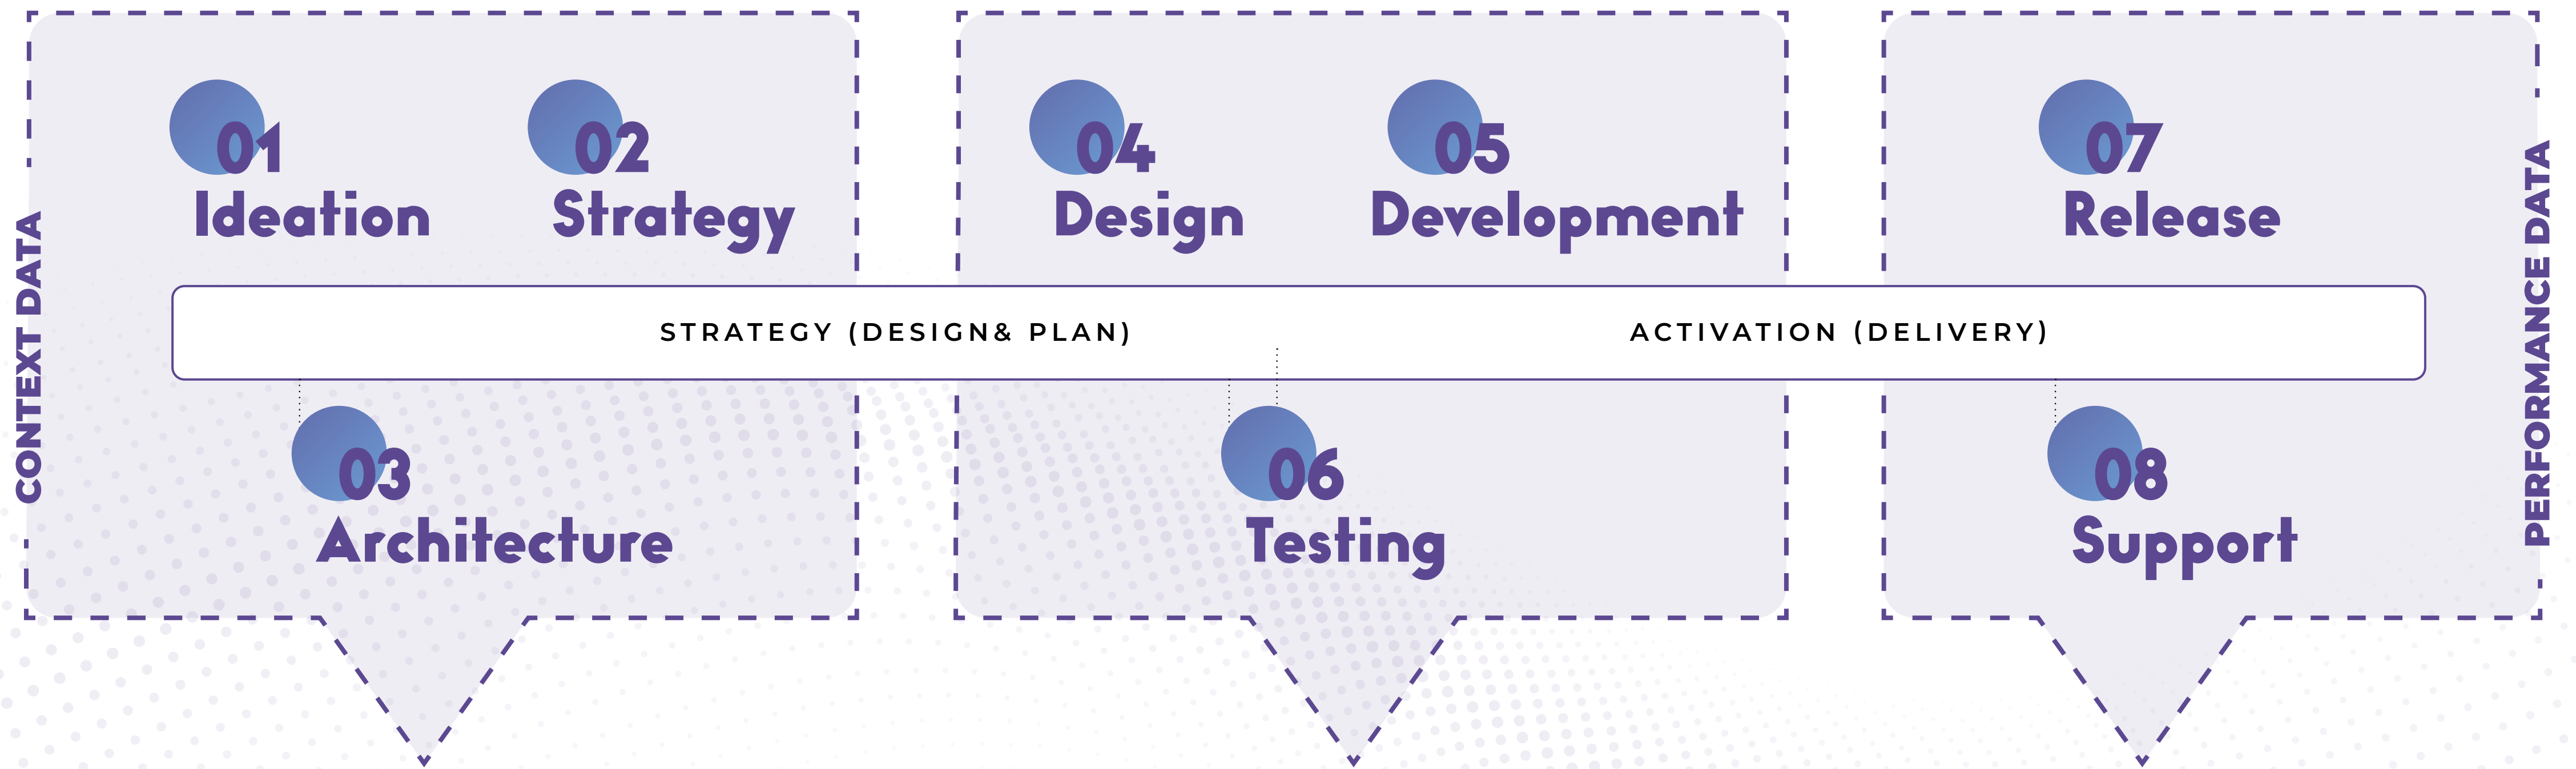 CONTEXT DATA
01
Ideation
02
Strategy
03
Architecture
04
Design
05
Development
06
Testing
07
Release
08
Support
STRATEGY (DESIGN& PLAN)
ACTIVATION (DELIVERY)
PERFORMANCE DATA